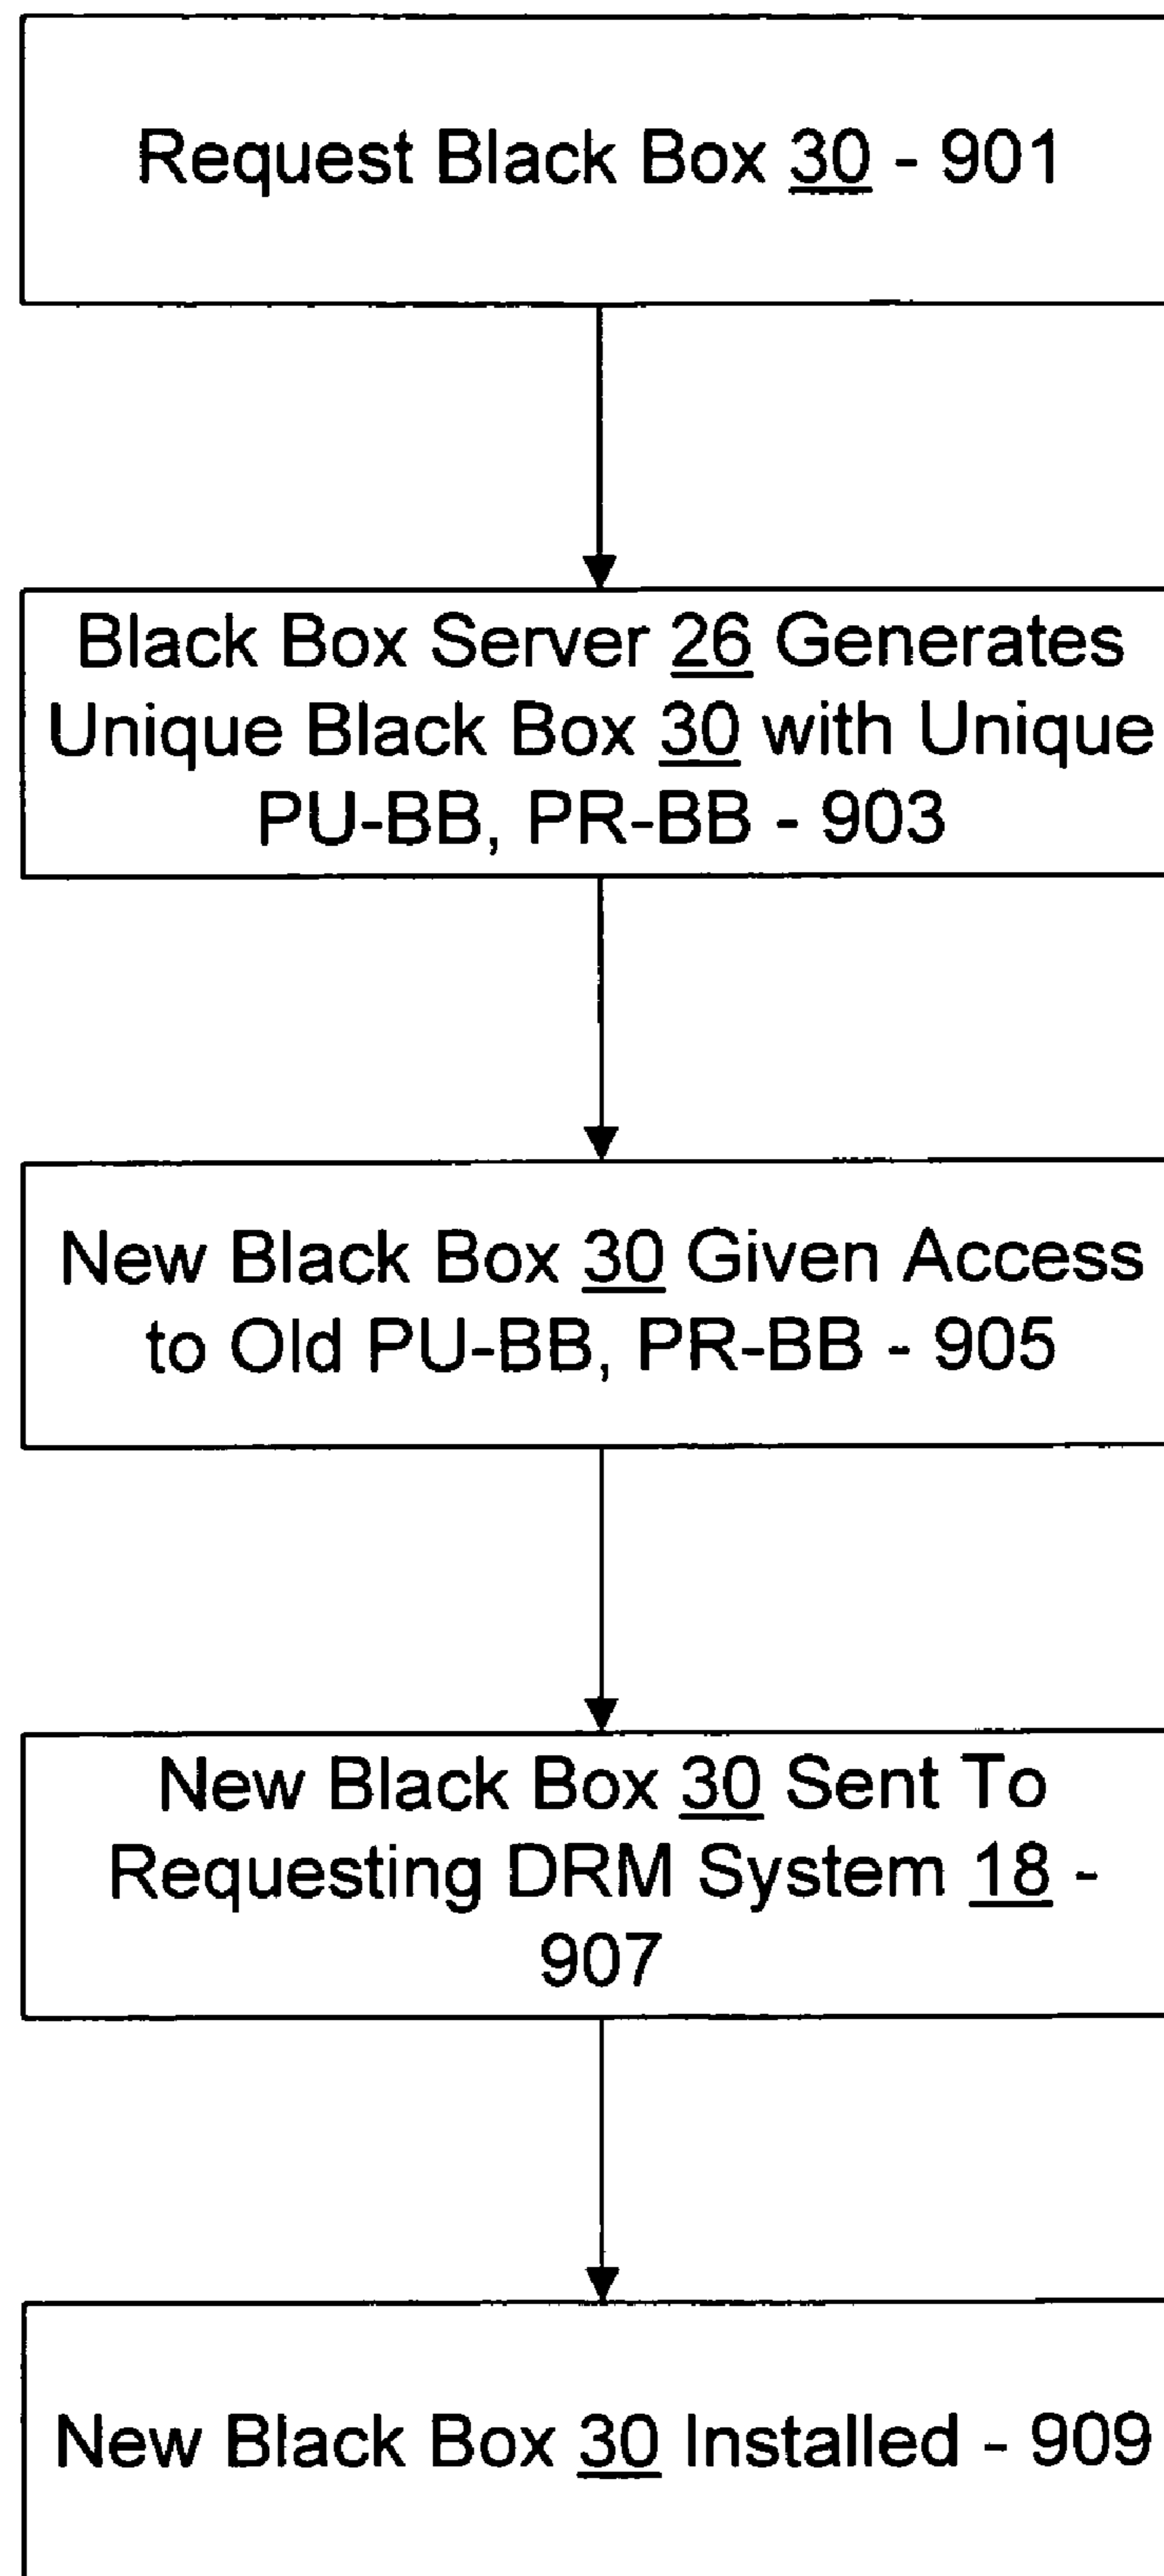 Request Black Box 30 - 901
Black Box Server 26 Generates
Unique Black Box 30 with Unique
PU-BB, PR-BB - 903
New Black Box 30 Given Access
to Old PU-BB, PR-BB - 905
New Black Box 30 Sent To
Requesting DRM System 18 -
907
New Black Box 30 Installed - 909